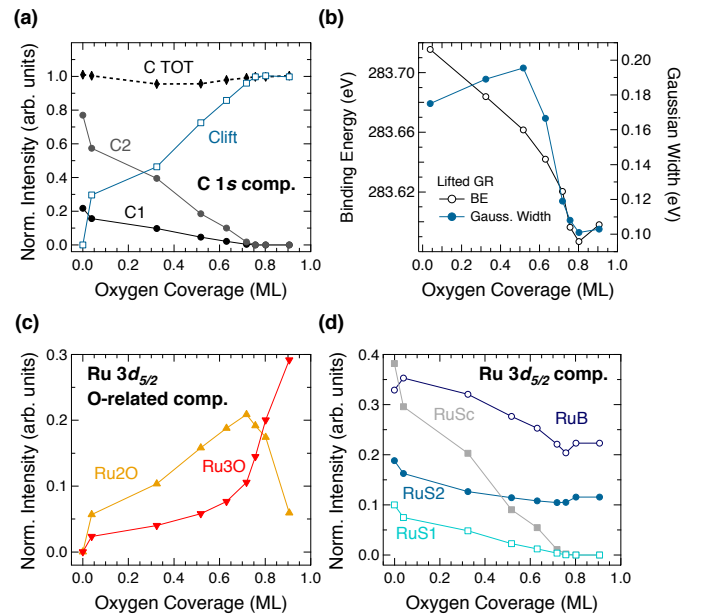 (a)
Norm. Intensity (arb. units)
1.0
0.8
0.6
0.4
0.2
0.0
C TOT
Clift
C2
C 1s comp.
C1
0.0 0.2 0.4 0.6 0.8 1.0
Oxygen Coverage (ML)
(b)
Binding Energy (eV)
283.70
283.66
283.62
Lifted GR
BE
Gauss. Width
0.20
0.18
0.16
0.14
0.12
0.10
Gaussian Width (eV)
0.0 0.2 0.4 0.6 0.8 1.0
Oxygen Coverage (ML)
(c)
Norm. Intensity (arb. units)
0.3
0.2
0.1
0.0
Ru 3d5/2
O-related comp.
Ru2O
Ru3O
0.0 0.2 0.4 0.6 0.8 1.0
Oxygen Coverage (ML)
(d)
Norm. Intensity (arb. units)
0.4
0.3
0.2
0.1
0.0
Ru 3d5/2 comp.
RuSc
RuB
RuS2
RuS1
0.0 0.2 0.4 0.6 0.8 1.0
Oxygen Coverage (ML)